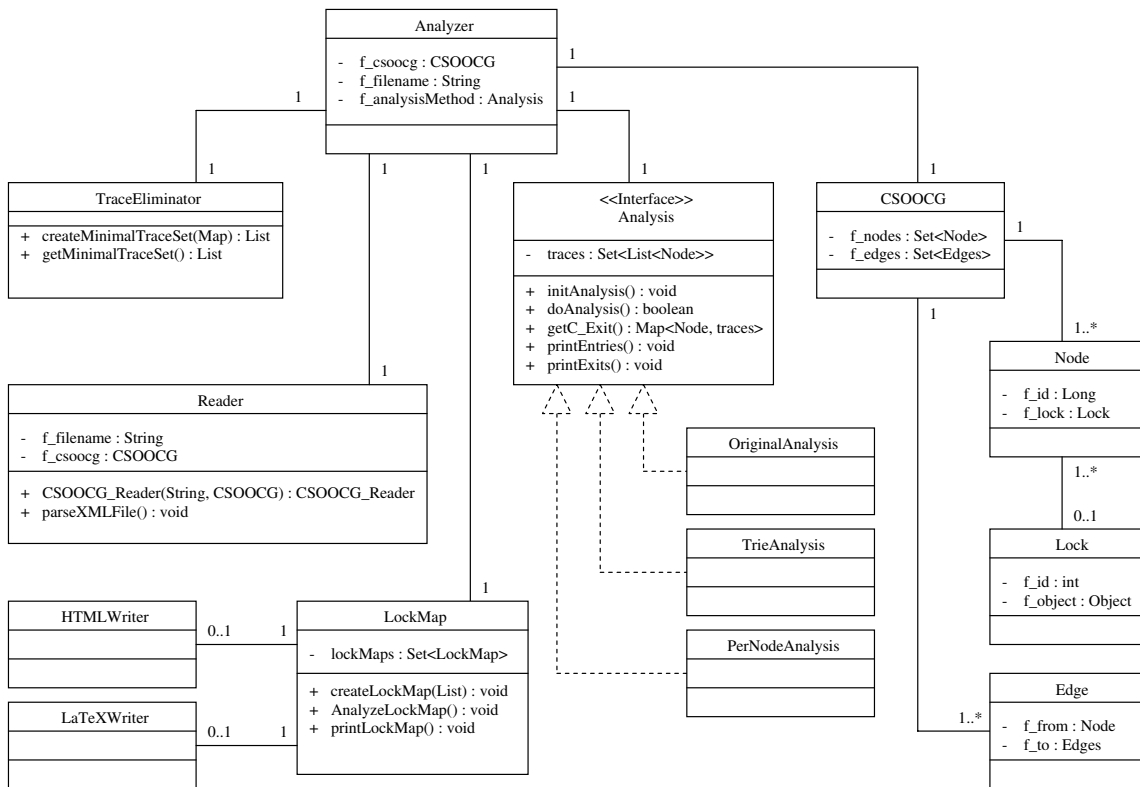 Analyzer
- f_csoocg : CSOOCG
- f_filename : String
- f_analysisMethod : Analysis
1
1
1
1
1
1
1
1
TraceEliminator
+ createMinimalTraceSet(Map) : List
+ getMinimalTraceSet() : List
<<Interface>>
Analysis
- traces : Set<List<Node>>
+ initAnalysis() : void
+ doAnalysis() : boolean
+ getC_Exit() : Map<Node, traces>
+ printEntries() : void
+ printExits() : void
CSOOCG
- f_nodes : Set<Node>
- f_edges : Set<Edges>
1
1
1..*
Node
- f_id : Long
- f_lock : Lock
1
Reader
- f_filename : String
- f_csoocg : CSOOCG
+ CSOOCG_Reader(String, CSOOCG) : CSOOCG_Reader
+ parseXMLFile() : void
OriginalAnalysis
1..*
0..1
TrieAnalysis
Lock
- f_id : int
- f_object : Object
1
HTMLWriter
0..1
1
LockMap
- lockMaps : Set<LockMap>
+ createLockMap(List) : void
+ AnalyzeLockMap() : void
+ printLockMap() : void
PerNodeAnalysis
LaTeXWriter
0..1
1
1..*
Edge
- f_from : Node
- f_to : Edges